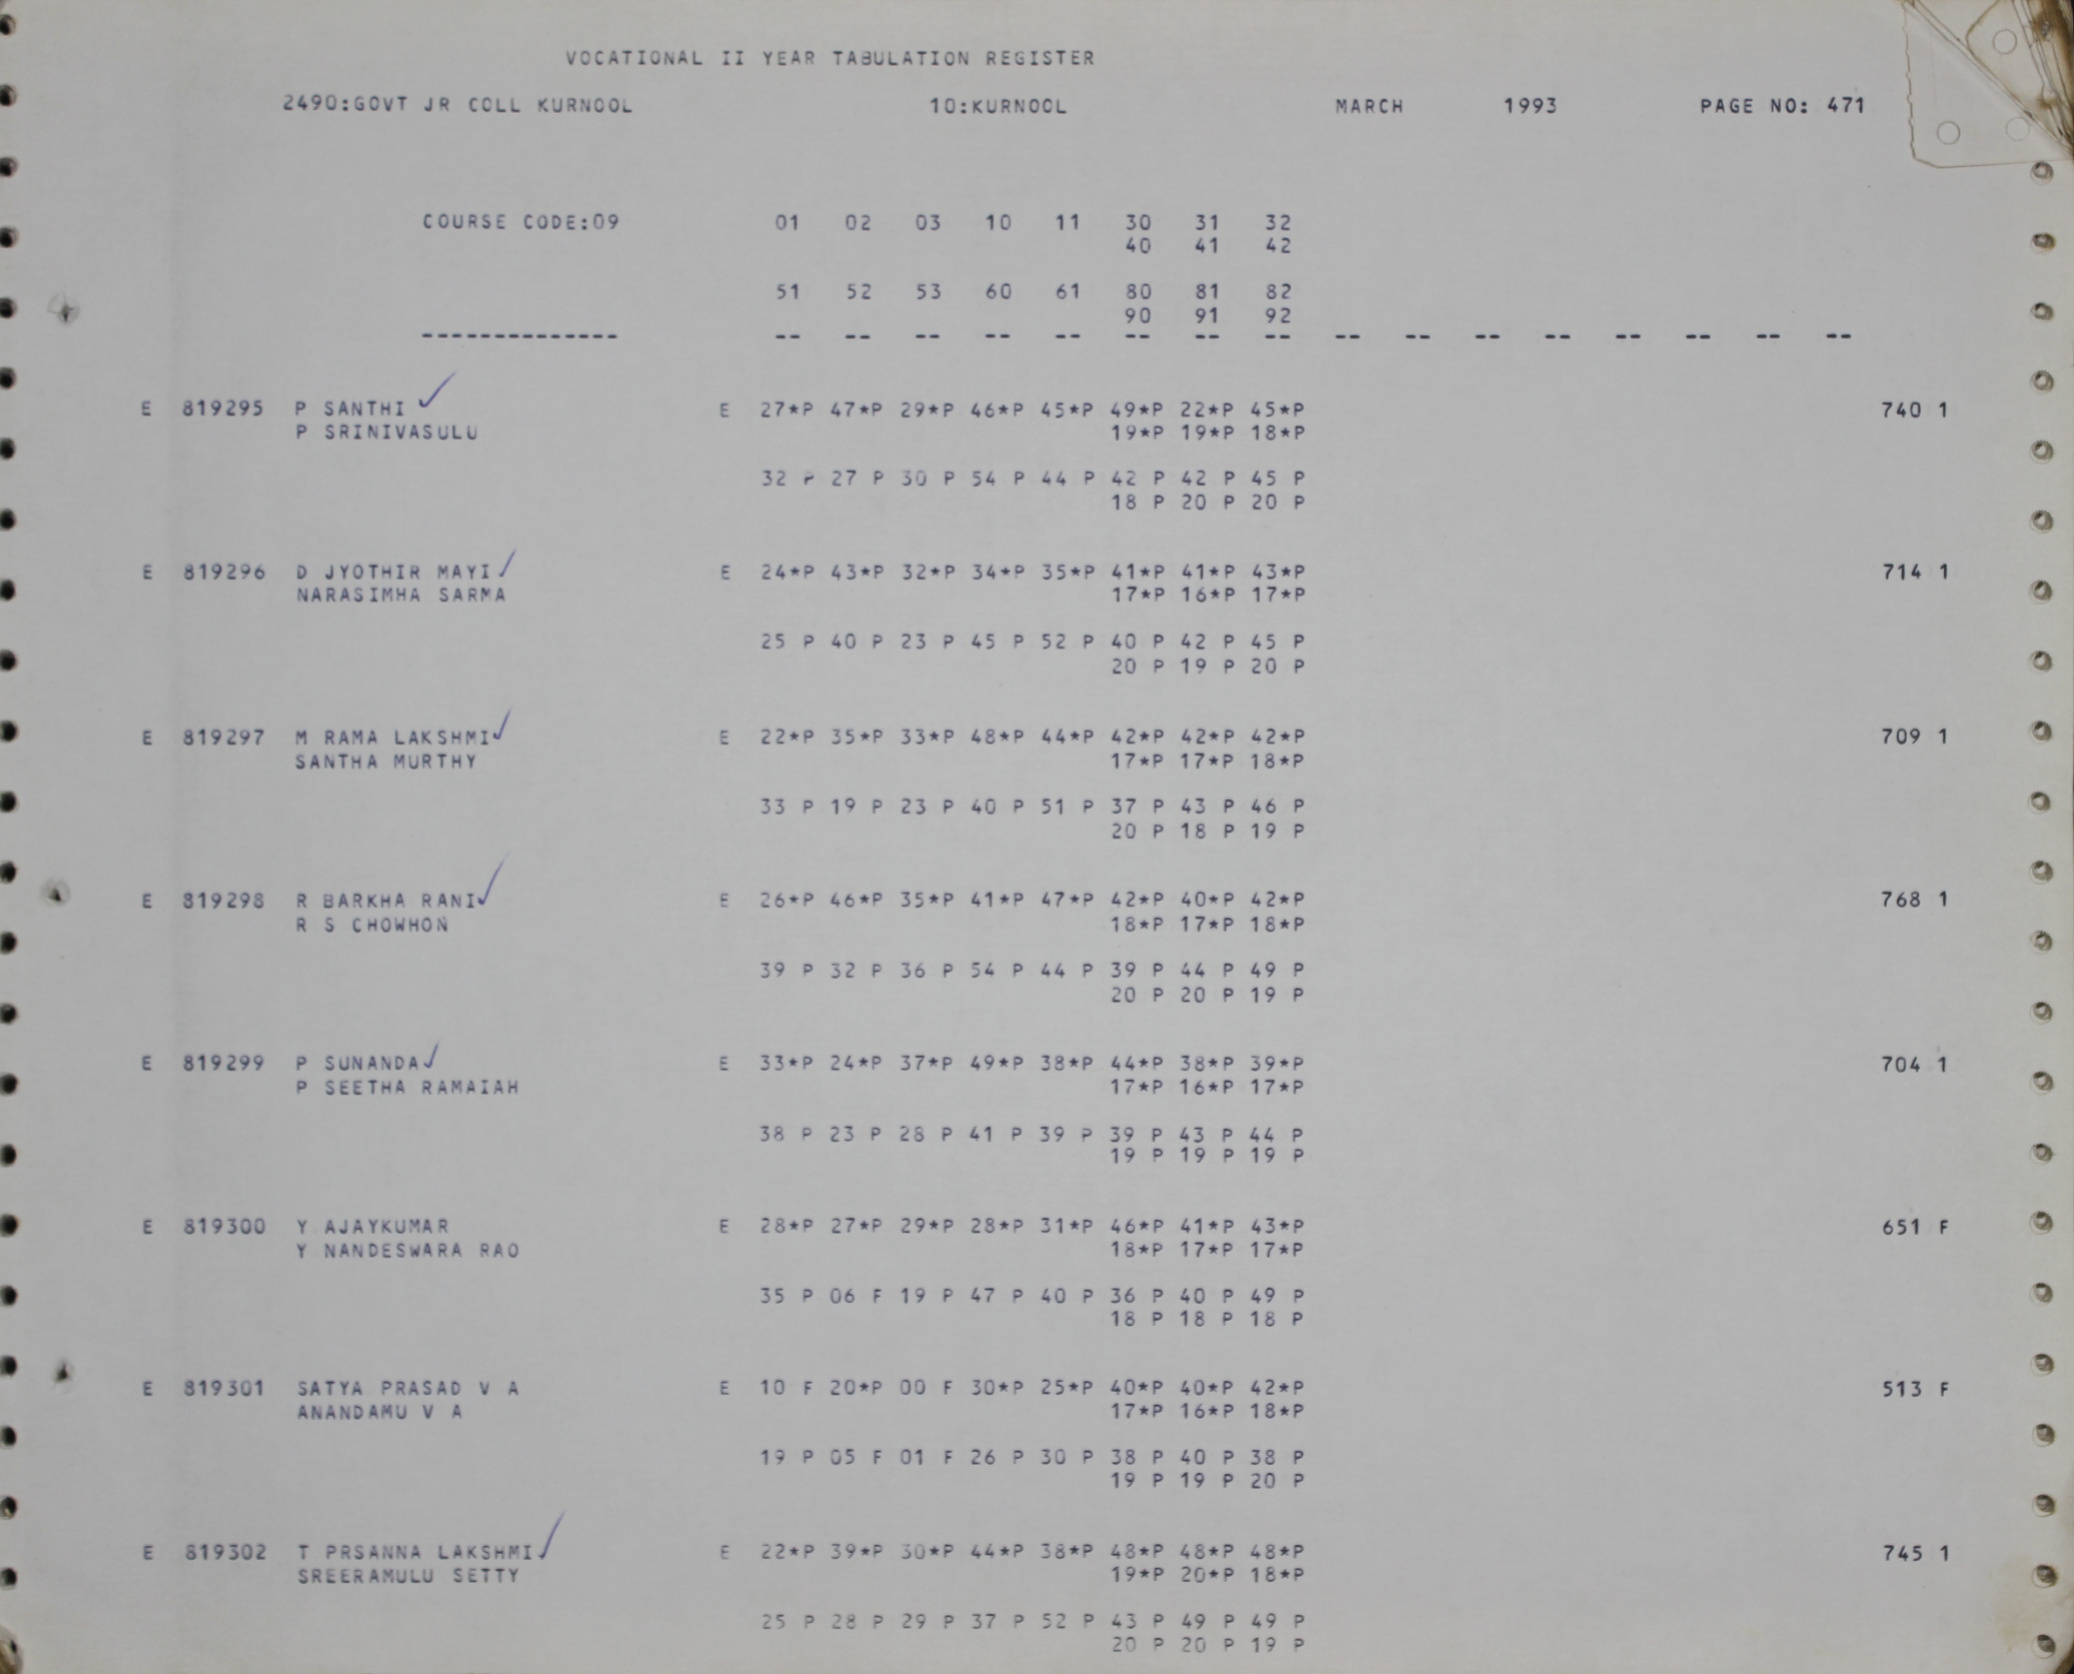 VOCATIONAL II YEAR TABULATION REGISTER
2490:GOVT JR COLL KURNOOL 10:KURNOOL MARCH 1993 PAGE NO: 471
COURSE CODE:09 01 02 03 10 11 30 31 32
40 41 42
51 52 53 60 61 80 81 82
90 91 92
-------------- -- -- -- -- -- -- -- -- -- -- -- -- -- -- -- --
E 819295 P SANTHI ✓ E 27*P 47*P 29*P 46*P 45*P 49*P 22*P 45*P 740 1
P SRINIVASULU 19*P 19*P 18*P
32 P 27 P 30 P 54 P 44 P 42 P 42 P 45 P
18 P 20 P 20 P
E 819296 D JYOTHIR MAYI ✓ E 24*P 43*P 32*P 34*P 35*P 41*P 41*P 43*P 714 1
NARASIMHA SARMA 17*P 16*P 17*P
25 P 40 P 23 P 45 P 52 P 40 P 42 P 45 P
20 P 19 P 20 P
E 819297 M RAMA LAKSHMI ✓ E 22*P 35*P 33*P 48*P 44*P 42*P 42*P 42*P 709 1
SANTHA MURTHY 17*P 17*P 18*P
33 P 19 P 23 P 40 P 51 P 37 P 43 P 46 P
20 P 18 P 19 P
E 819298 R BARKHA RANI ✓ E 26*P 46*P 35*P 41*P 47*P 42*P 40*P 42*P 768 1
R S CHOWHON 18*P 17*P 18*P
39 P 32 P 36 P 54 P 44 P 39 P 44 P 49 P
20 P 20 P 19 P
E 819299 P SUNANDA ✓ E 33*P 24*P 37*P 49*P 38*P 44*P 38*P 39*P 704 1
P SEETHA RAMAIAH 17*P 16*P 17*P
38 P 23 P 28 P 41 P 39 P 39 P 43 P 44 P
19 P 19 P 19 P
E 819300 Y AJAYKUMAR E 28*P 27*P 29*P 28*P 31*P 46*P 41*P 43*P 651 F
Y NANDESWARA RAO 18*P 17*P 17*P
35 P 06 F 19 P 47 P 40 P 36 P 40 P 49 P
18 P 18 P 18 P
E 819301 SATYA PRASAD V A E 10 F 20*P 00 F 30*P 25*P 40*P 40*P 42*P 513 F
ANANDAMU V A 17*P 16*P 18*P
19 P 05 F 01 F 26 P 30 P 38 P 40 P 38 P
19 P 19 P 20 P
E 819302 T PRSANNA LAKSHMI ✓ E 22*P 39*P 30*P 44*P 38*P 48*P 48*P 48*P 745 1
SREERAMULU SETTY 19*P 20*P 18*P
25 P 28 P 29 P 37 P 52 P 43 P 49 P 49 P
20 P 20 P 19 P